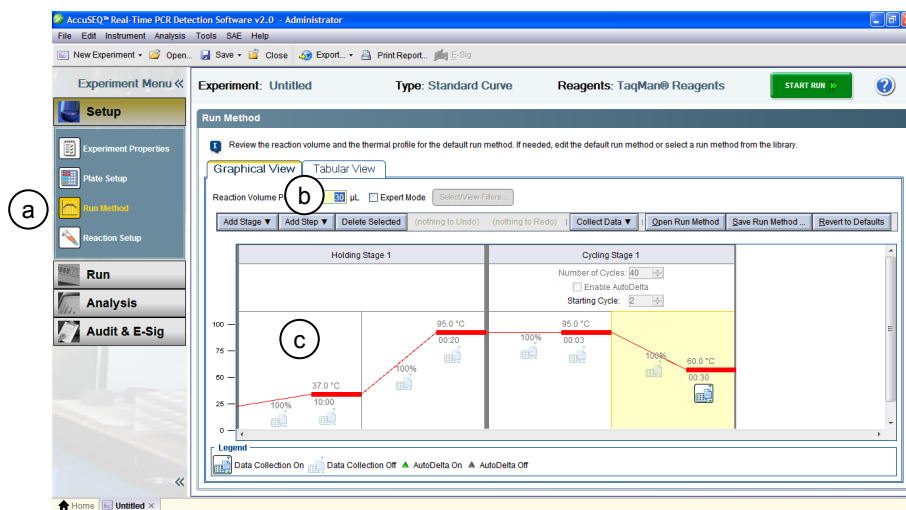 AccuSEQ™ Real-Time PCR Detection Software v2.0 - Administrator
File Edit Instrument Analysis Tools SAE Help
New Experiment Open... Save Close Export... Print Report... E-Sig
Experiment Menu «
Experiment: Untitled Type: Standard Curve Reagents: TaqMan® Reagents START RUN
Setup
Experiment Properties
Plate Setup
a
Run Method
Reaction Setup
Run
Analysis
Audit & E-Sig
«
Run Method
Review the reaction volume and the thermal profile for the default run method. If needed, edit the default run method or select a run method from the library.
Graphical View Tabular View
Reaction Volume P b 30 µL Expert Mode Select/View Filters...
Add Stage ▼ Add Step ▼ Delete Selected (nothing to Undo) (nothing to Redo) Collect Data ▼ Open Run Method Save Run Method ... Revert to Defaults
Holding Stage 1 Cycling Stage 1
Number of Cycles: 40
Enable AutoDelta
Starting Cycle: 2
100
75
50
25
0
c
100%
37.0 °C
10:00
100%
95.0 °C
00:20
100%
95.0 °C
00:03
100%
60.0 °C
00:30
Legend
Data Collection On Data Collection Off ▲ AutoDelta On ▲ AutoDelta Off
Home Untitled ×